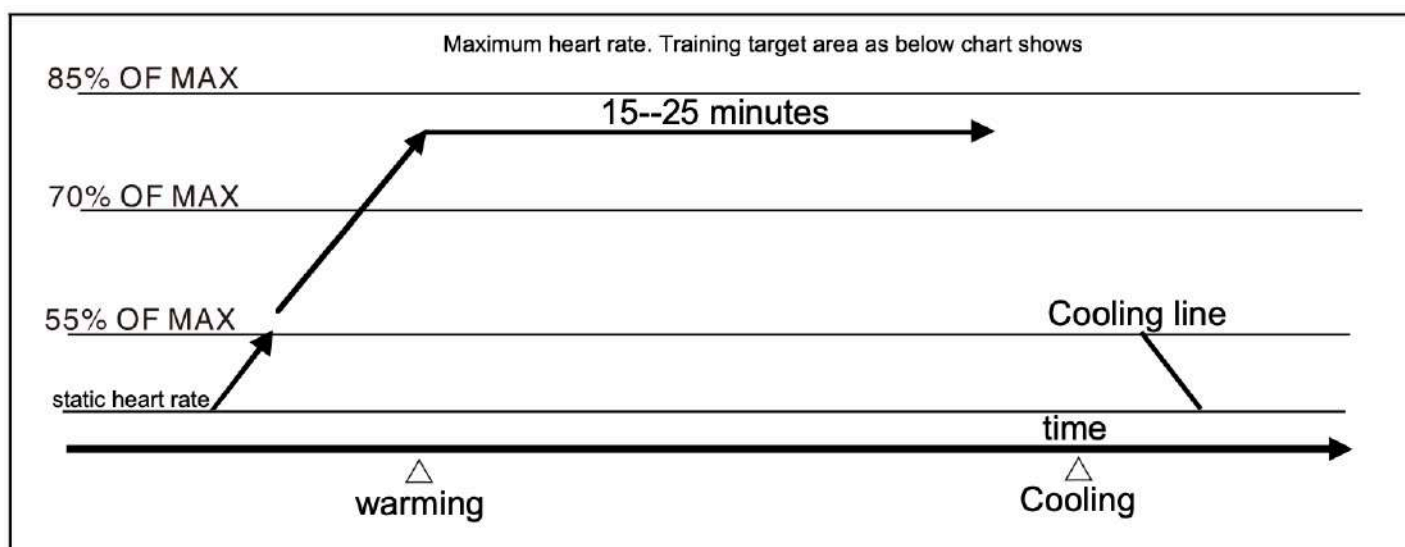 Maximum heart rate. Training target area as below chart shows
85% OF MAX
15--25 minutes
70% OF MAX
55% OF MAX
Cooling line
static heart rate
time
warming
Cooling